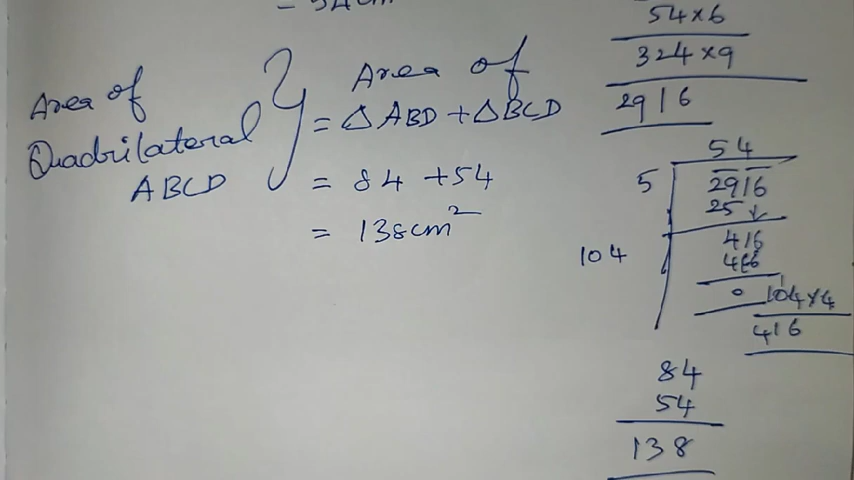 = 54cm
Area of
Quadrilateral
ABCD
Area of
= △ABD + △BCD
= 84 + 54
= 138cm²
54×6
324×9
2916
54
5 2916
25
416
104 416
0
104×4
416
84
54
138